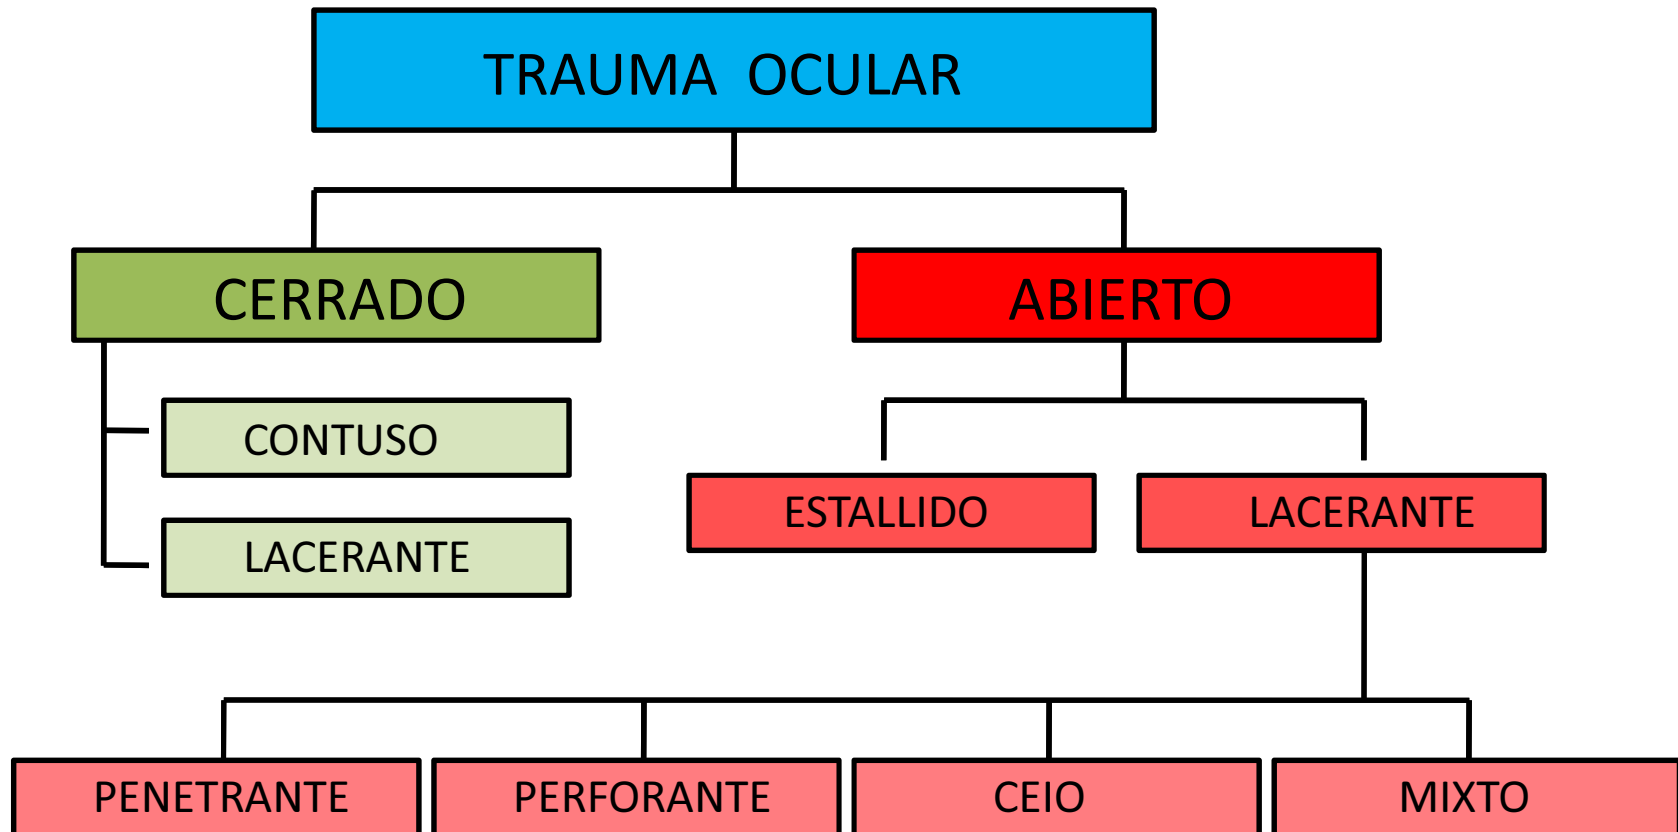 TRAUMA OCULAR
CERRADO
ABIERTO
CONTUSO
LACERANTE
ESTALLIDO
LACERANTE
PENETRANTE
PERFORANTE
CEIO
MIXTO